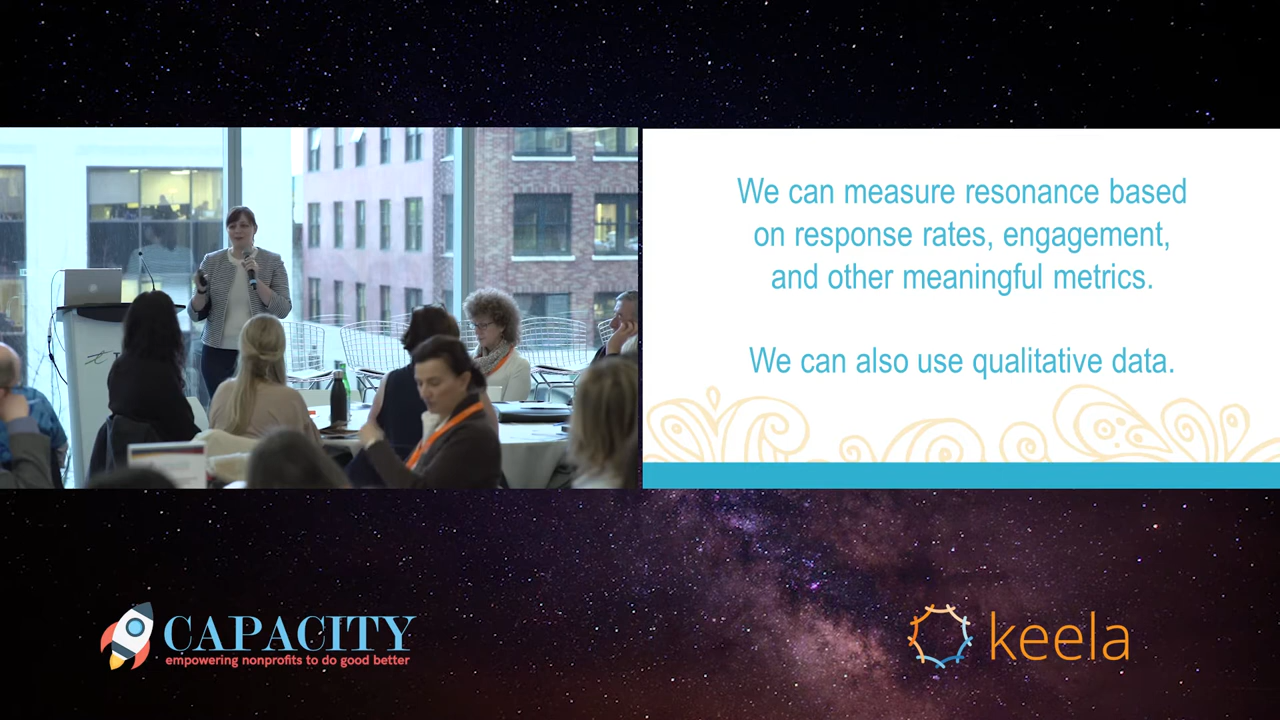 We can measure resonance based
on response rates, engagement,
and other meaningful metrics.
We can also use qualitative data.
CAPACITY
empowering nonprofits to do good better
keela